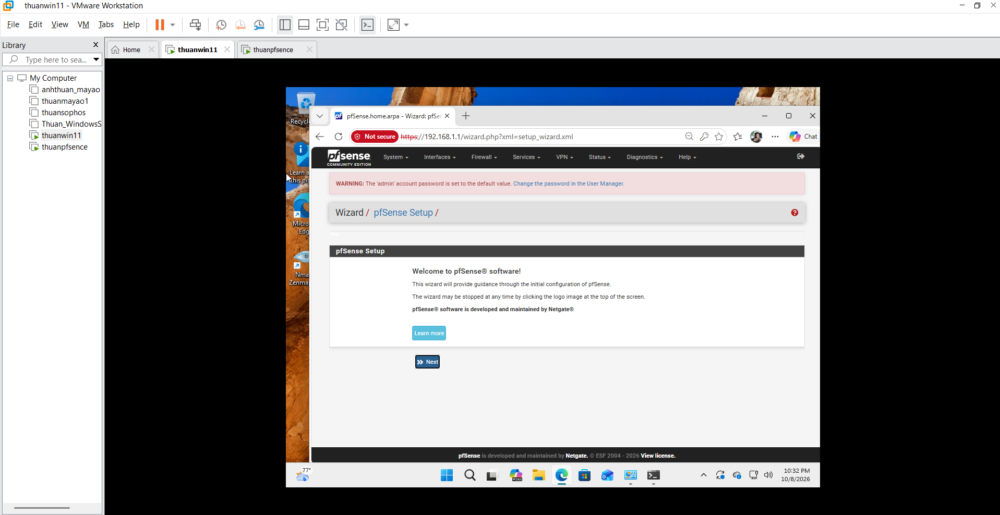 thuanwin11 - VMware Workstation
File Edit View VM Tabs Help
Library
Home
thuanwin11
thuanpfsence
Type here to sea...
My Computer
anhthuan_mayao
thuanmayao1
thuansophos
Thuan_WindowsS
thuanwin11
thuanpfsence
Recycl
Learn a
this pi
Micro
Edg
Nma
Zenma
pfSense.home.arpa - Wizard: pfSe
Not secure https://192.168.1.1/wizard.php?xml=setup_wizard.xml
Chat
pfsense
COMMUNITY EDITION
System Interfaces Firewall Services VPN Status Diagnostics Help
WARNING: The 'admin' account password is set to the default value. Change the password in the User Manager.
Wizard / pfSense Setup /
pfSense Setup
Welcome to pfSense® software!
This wizard will provide guidance through the initial configuration of pfSense.
The wizard may be stopped at any time by clicking the logo image at the top of the screen.
pfSense® software is developed and maintained by Netgate®
Learn more
Next
pfSense is developed and maintained by Netgate. © ESF 2004 - 2026 View license.
77°
M365
10:32 PM
10/8/2026